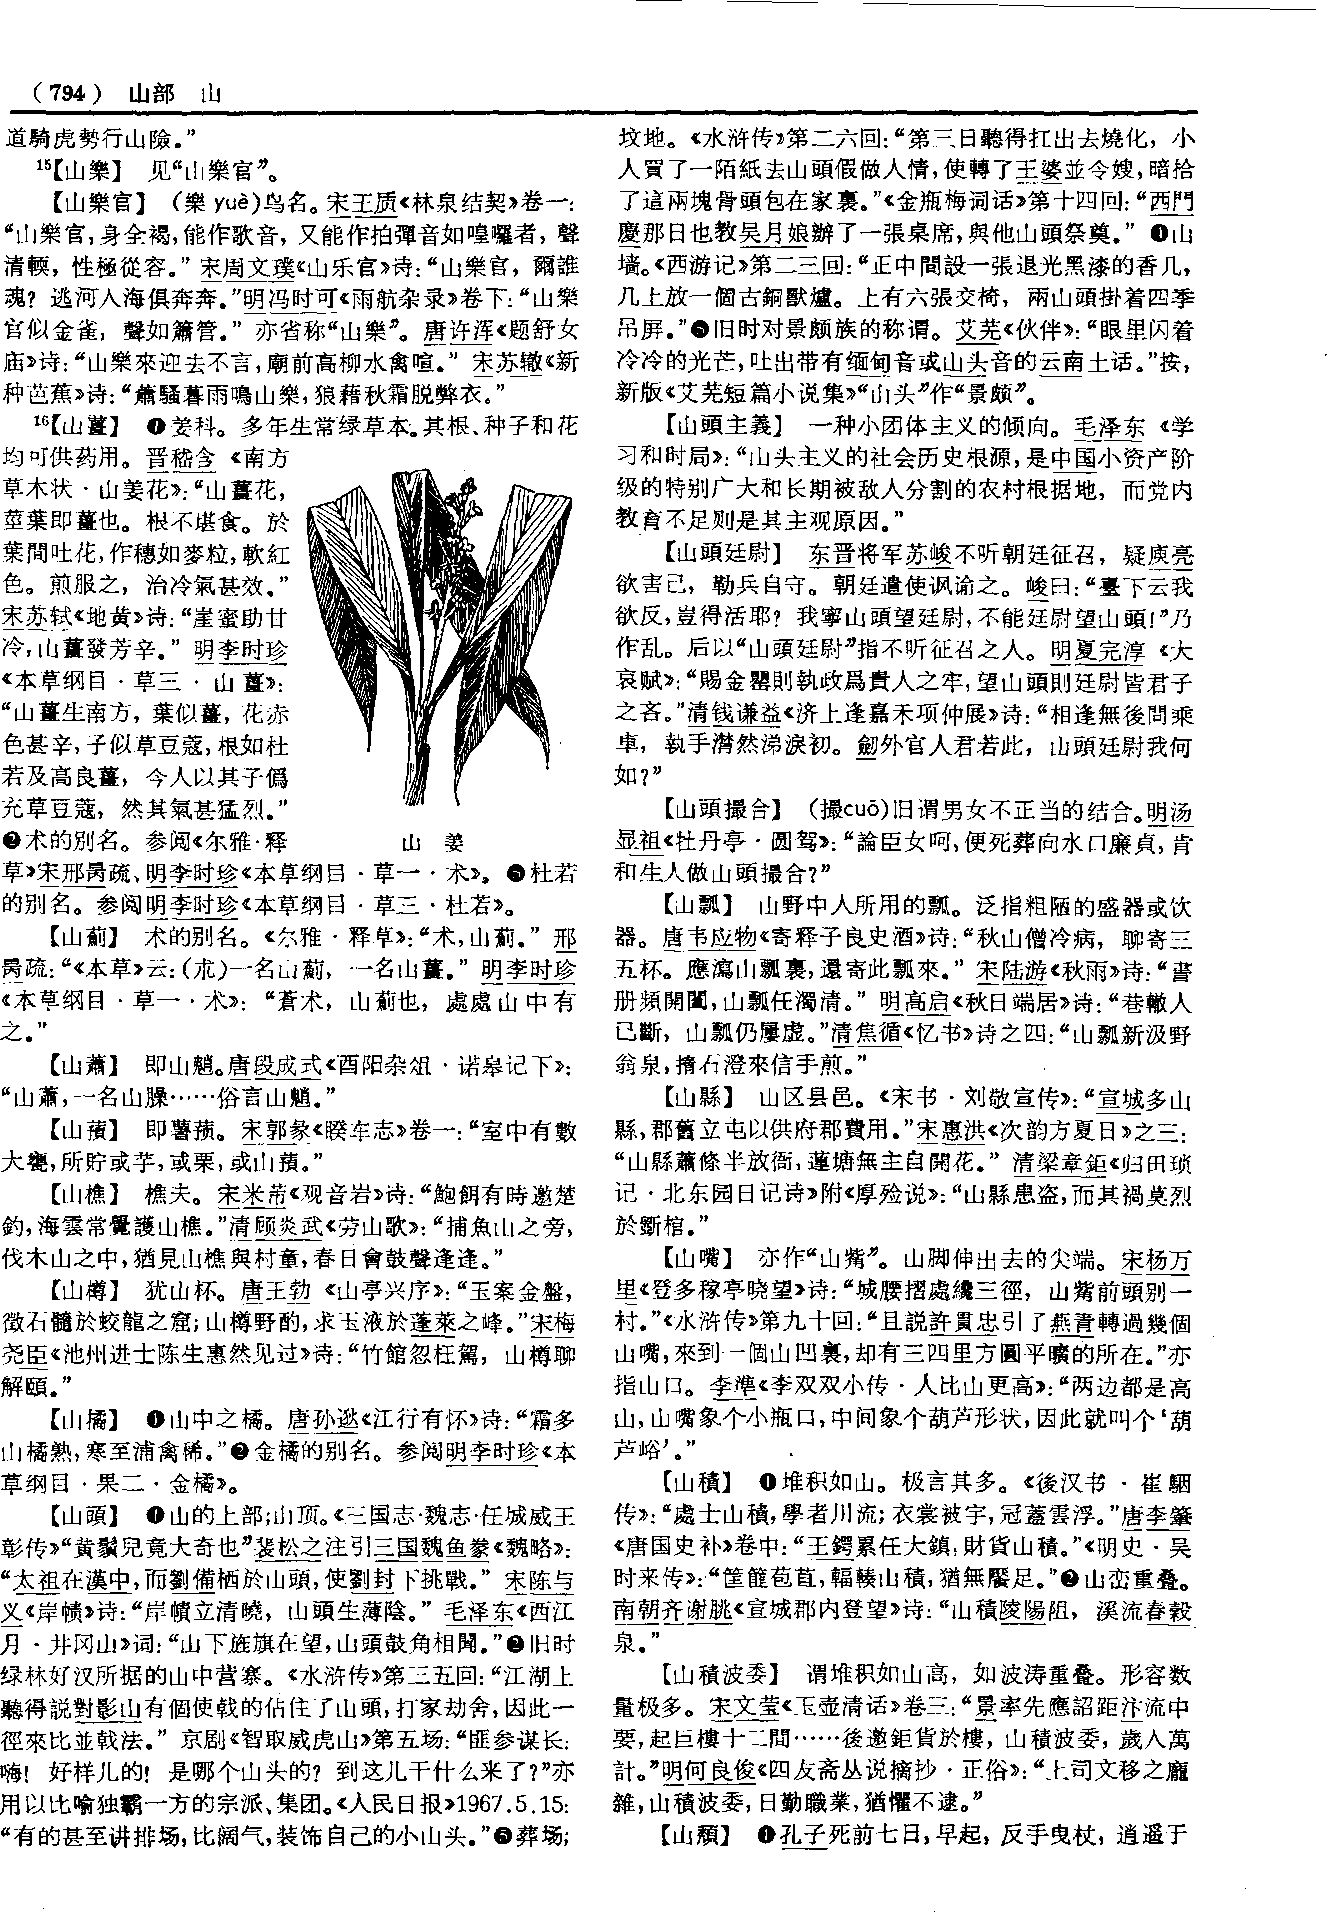 （794） 山部 山
道騎虎勢行山險。”
15【山樂】 见“山樂官”。
【山樂官】 （樂 yuè）鸟名。宋王质《林泉结契》卷一：
“山樂官，身全褐，能作歌音，又能作拍彈音如嗺囉者，聲
清輭，性極從容。” 宋周文璞《山乐官》诗：“山樂官，爾誰
魂？逃河入海俱奔奔。”明冯时可《雨航杂录》卷下：“山樂
官似金雀，聲如簫管。” 亦省称“山樂”。唐许浑《题舒女
庙》诗：“山樂來迎去不言，廟前高柳水禽喧。” 宋苏辙《新
种芭蕉》诗：“蕭騷暮雨鳴山樂，狼藉秋霜脱弊衣。”
16【山薑】 ❶姜科。多年生常绿草本。其根、种子和花
均可供药用。晋嵇含《南方
草木状·山姜花》：“山薑花，
莖葉即薑也。根不堪食。於
葉間吐花，作穗如麥粒，軟紅
色。煎服之，治冷氣甚效。”
宋苏轼《地黄》诗：“崖蜜助甘
冷，山薑發芳辛。” 明李时珍
《本草纲目·草三·山薑》：
“山薑生南方，葉似薑，花赤
色甚辛，子似草豆蔻，根如杜
若及高良薑，今人以其子僞
充草豆蔻，然其氣甚猛烈。”
❷术的别名。参阅《尔雅·释
山 姜
草》宋邢昺疏、明李时珍《本草纲目·草一·术》。❸杜若
的别名。参阅明李时珍《本草纲目·草三·杜若》。
【山薊】 术的别名。《尔雅·释草》：“术，山薊。” 邢
昺疏：“《本草》云：（朮）一名山薊，一名山薑。” 明李时珍
《本草纲目·草一·术》：“蒼术，山薊也，處處山中有
之。”
【山蕭】 即山魈。唐段成式《酉阳杂俎·诺皋记下》：
“山蕭，一名山臊……俗言山魈。”
【山蕷】 即薯蓣。宋郭彖《睽车志》卷一：“室中有數
大甕，所貯或芋，或栗，或山蕷。”
【山樵】 樵夫。宋米芾《观音岩》诗：“鮑餌有時邀楚
釣，海雲常覺護山樵。”清顾炎武《劳山歌》：“捕魚山之旁，
伐木山之中，猶見山樵與村童，春日會鼓聲逢逢。”
【山樽】 犹山杯。唐王勃《山亭兴序》：“玉案金盤，
徵石髓於蛟龍之窟；山樽野酌，求玉液於蓬萊之峰。”宋梅
尧臣《池州进士陈生惠然见过》诗：“竹館忽枉駕，山樽聊
解頤。”
【山橘】 ❶山中之橘。唐孙逖《江行有怀》诗：“霜多
山橘熟，寒至浦禽稀。”❷金橘的别名。参阅明李时珍《本
草纲目·果二·金橘》。
【山頭】 ❶山的上部；山顶。《三国志·魏志·任城威王
彰传》“黄鬚兒竟大奇也”裴松之注引三国魏鱼豢《魏略》：
“太祖在漢中，而劉備栖於山頭，使劉封下挑戰。” 宋陈与
义《岸帻》诗：“岸幘立清曉，山頭生薄陰。” 毛泽东《西江
月·井冈山》词：“山下旌旗在望，山頭鼓角相聞。”❷旧时
绿林好汉所据的山中营寨。《水浒传》第三五回：“江湖上
聽得説對影山有個使戟的佔住了山頭，打家劫舍，因此一
徑來比並戟法。” 京剧《智取威虎山》第五场：“匪参谋长：
嗨！好样儿的！是哪个山头的？到这儿干什么来了？”亦
用以比喻独霸一方的宗派、集团。《人民日报》1967.5.15：
“有的甚至讲排场，比阔气，装饰自己的小山头。”❸葬场；
坟地。《水浒传》第二六回：“第三日聽得扛出去燒化，小
人買了一陌紙去山頭假做人情，使轉了王婆並令嫂，暗拾
了這兩塊骨頭包在家裏。”《金瓶梅词话》第十四回：“西門
慶那日也教吴月娘辦了一張桌席，與他山頭祭奠。” ❹山
墙。《西游记》第二三回：“正中間設一張退光黑漆的香几，
几上放一個古銅獸爐。上有六張交椅，兩山頭掛着四季
吊屏。”❺旧时对景颇族的称谓。艾芜《伙伴》：“眼里闪着
冷冷的光芒，吐出带有缅甸音或山头音的云南土话。”按，
新版《艾芜短篇小说集》“山头”作“景颇”。
【山頭主義】 一种小团体主义的倾向。毛泽东《学
习和时局》：“山头主义的社会历史根源，是中国小资产阶
级的特别广大和长期被敌人分割的农村根据地，而党内
教育不足则是其主观原因。”
【山頭廷尉】 东晋将军苏峻不听朝廷征召，疑庾亮
欲害己，勒兵自守。朝廷遣使讽谕之。峻曰：“臺下云我
欲反，豈得活耶？我寧山頭望廷尉，不能廷尉望山頭！”乃
作乱。后以“山頭廷尉”指不听征召之人。明夏完淳《大
哀赋》：“賜金罌則執政爲貴人之牢，望山頭則廷尉皆君子
之吝。”清钱谦益《济上逢嘉禾项仲展》诗：“相逢無後問乘
車，執手潸然涕淚初。劒外官人君若此，山頭廷尉我何
如？”
【山頭撮合】 （撮cuō）旧谓男女不正当的结合。明汤
显祖《牡丹亭·圆驾》：“論臣女呵，便死葬向水口廉貞，肯
和生人做山頭撮合？”
【山瓢】 山野中人所用的瓢。泛指粗陋的盛器或饮
器。唐韦应物《寄释子良史酒》诗：“秋山僧冷病，聊寄三
五杯。應瀉山瓢裏，還寄此瓢來。” 宋陆游《秋雨》诗：“書
册頻開闔，山瓢任濁清。” 明高启《秋日端居》诗：“巷轍人
已斷，山瓢仍屢虚。”清焦循《忆书》诗之四：“山瓢新汲野
翁泉，擕石澄來信手煎。”
【山縣】 山区县邑。《宋书·刘敬宣传》：“宣城多山
縣，郡舊立屯以供府郡費用。”宋惠洪《次韵方夏日》之三：
“山縣蕭條半放衙，蓮塘無主自開花。” 清梁章鉅《归田琐
记·北东园日记诗》附《厚殓说》：“山縣患盗，而其禍莫烈
於斲棺。”
【山嘴】 亦作“山觜”。山脚伸出去的尖端。宋杨万
里《登多稼亭晓望》诗：“城腰摺處纔三徑，山觜前頭别一
村。”《水浒传》第九十回：“且説許貫忠引了燕青轉過幾個
山嘴，來到一個山凹裏，却有三四里方圓平曠的所在。”亦
指山口。李準《李双双小传·人比山更高》：“两边都是高
山，山嘴象个小瓶口，中间象个葫芦形状，因此就叫个‘葫
芦峪’。”
【山積】 ❶堆积如山。极言其多。《後汉书·崔駰
传》：“處士山積，學者川流；衣裳被宇，冠蓋雲浮。”唐李肇
《唐国史补》卷中：“王鍔累任大鎮，財貨山積。”《明史·吴
时来传》：“筐篚苞苴，輻輳山積，猶無饜足。”❷山峦重叠。
南朝齐谢朓《宣城郡内登望》诗：“山積陵陽阻，溪流春穀
泉。”
【山積波委】 谓堆积如山高，如波涛重叠。形容数
量极多。宋文莹《玉壶清话》卷三：“景率先應詔距汴流中
要，起巨樓十二間……後邀鉅貨於樓，山積波委，歲入萬
計。”明何良俊《四友斋丛说摘抄·正俗》：“上司文移之龐
雜，山積波委，日勤職業，猶懼不逮。”
【山頽】 ❶孔子死前七日，早起，反手曳杖，逍遥于